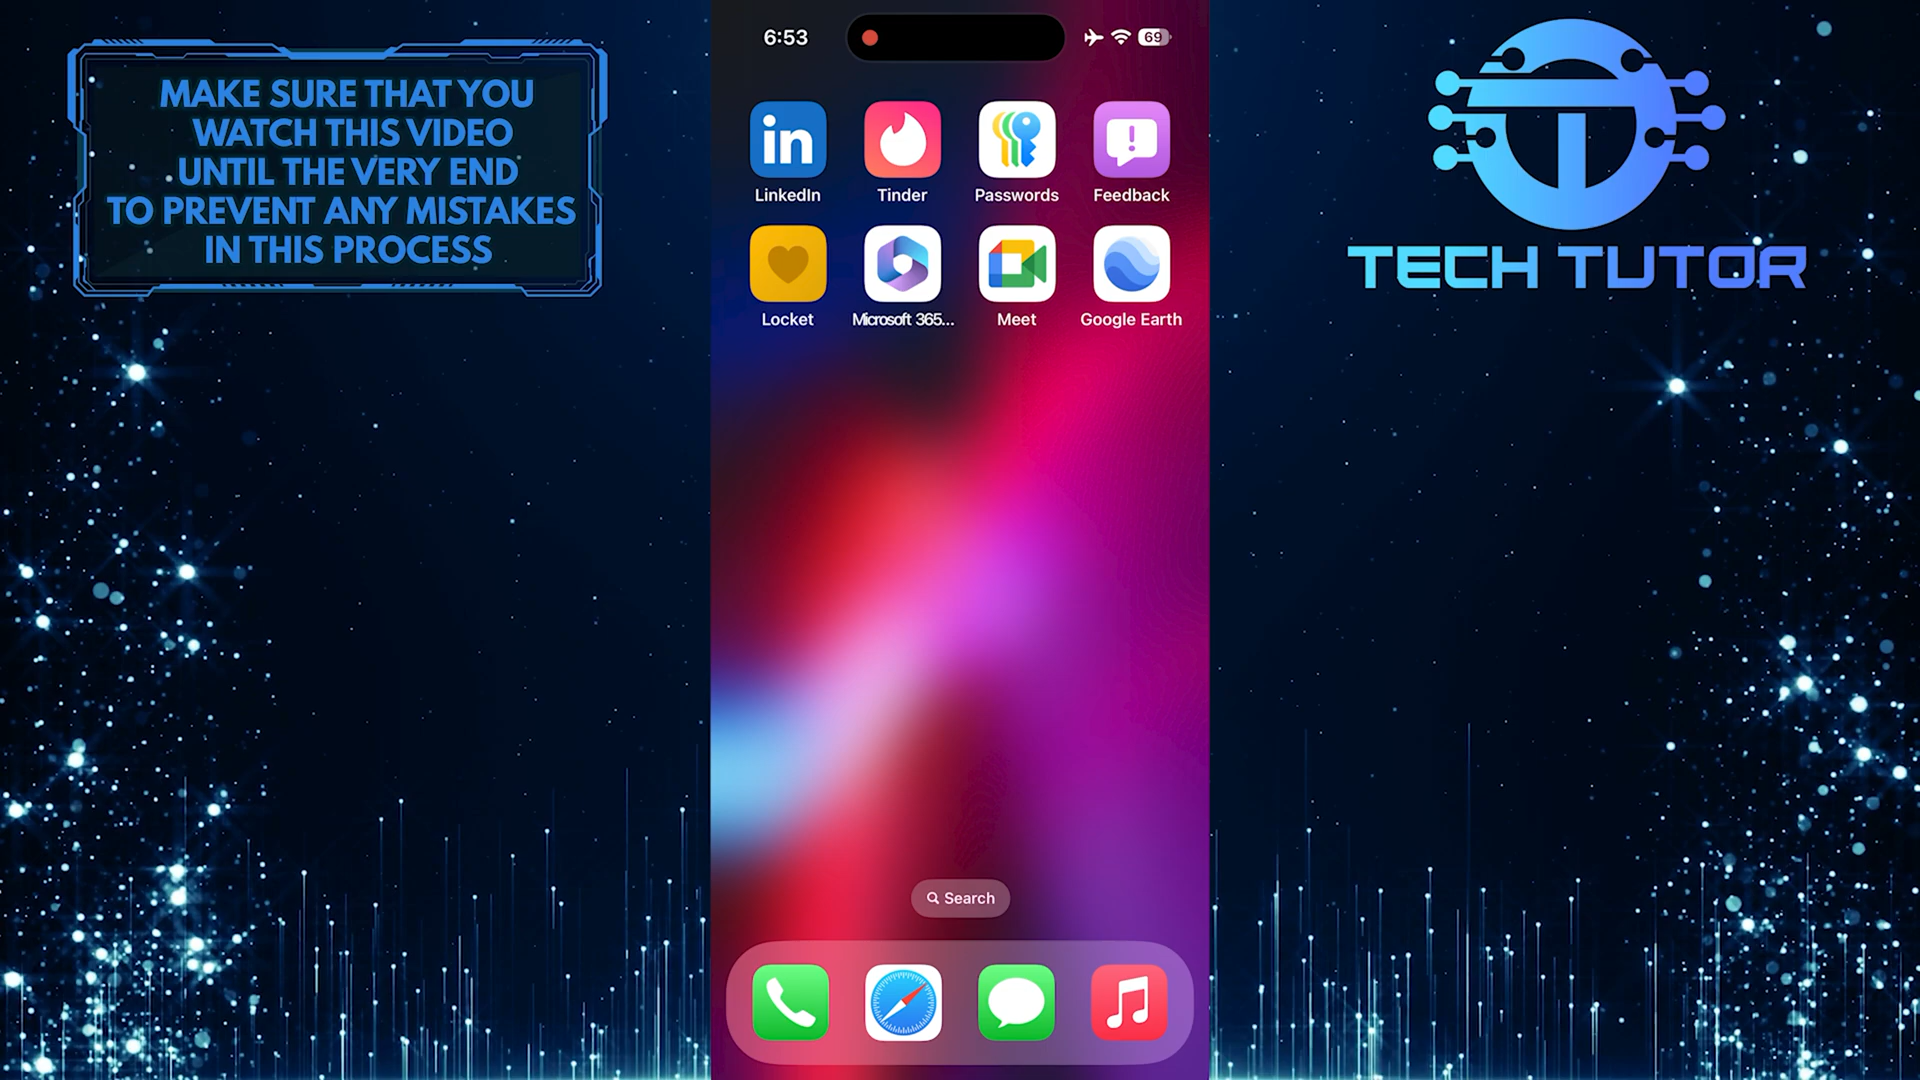 MAKE SURE THAT YOU
WATCH THIS VIDEO
UNTIL THE VERY END
TO PREVENT ANY MISTAKES
IN THIS PROCESS
6:53
69
LinkedIn
Tinder
Passwords
Feedback
Locket
Microsoft 365...
Meet
Google Earth
Search
TECH TUTOR